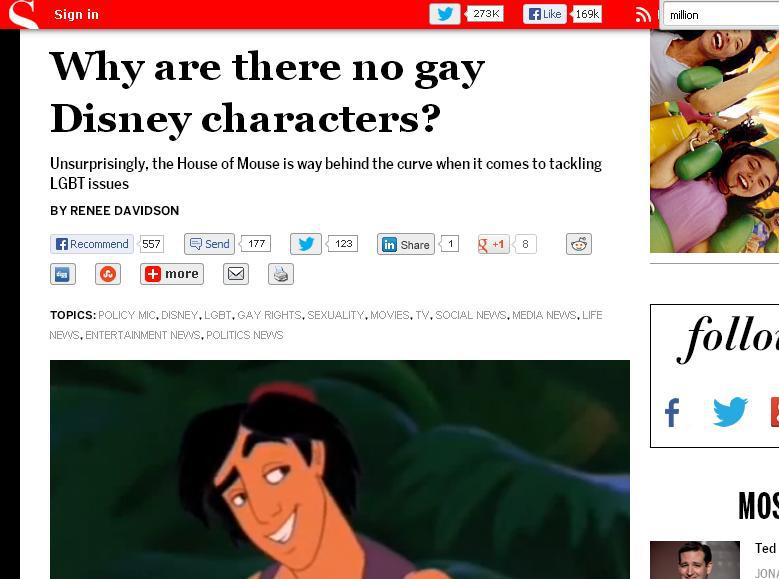 S Sign in 273K Like 169k million
Why are there no gay
Disney characters?
Unsurprisingly, the House of Mouse is way behind the curve when it comes to tackling
LGBT issues
BY RENEE DAVIDSON
Recommend 557 Send 177 123 in Share 1 g +1 8
digg more
TOPICS: POLICY MIC, DISNEY, LGBT, GAY RIGHTS, SEXUALITY, MOVIES, TV, SOCIAL NEWS, MEDIA NEWS, LIFE
NEWS, ENTERTAINMENT NEWS, POLITICS NEWS
follo
MOS
Ted
JONA